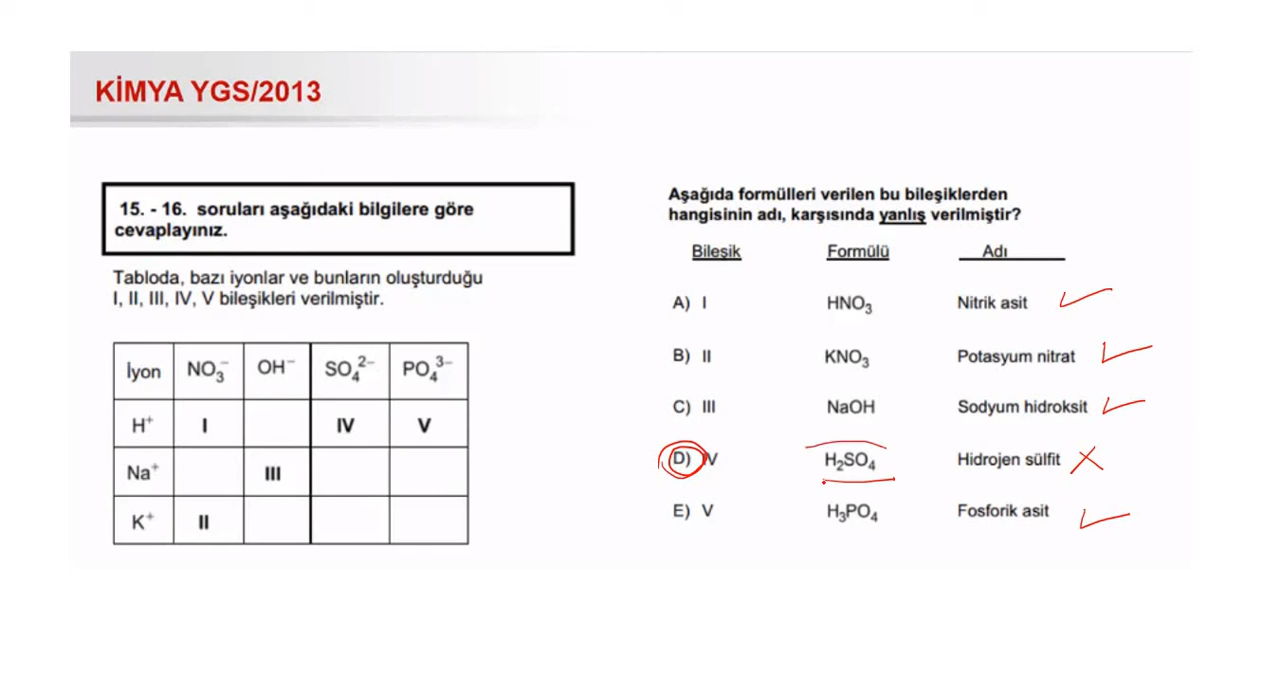 KİMYA YGS/2013
15. - 16. soruları aşağıdaki bilgilere göre
cevaplayınız.
Tabloda, bazı iyonlar ve bunların oluşturduğu
I, II, III, IV, V bileşikleri verilmiştir.
İyon NO₃⁻ OH⁻ SO₄²⁻ PO₄³⁻
H⁺ I IV V
Na⁺ III
K⁺ II
Aşağıda formülleri verilen bu bileşiklerden
hangisinin adı, karşısında yanlış verilmiştir?
Bileşik Formülü Adı
A) I HNO₃ Nitrik asit
B) II KNO₃ Potasyum nitrat
C) III NaOH Sodyum hidroksit
D) IV H₂SO₄ Hidrojen sülfit
E) V H₃PO₄ Fosforik asit